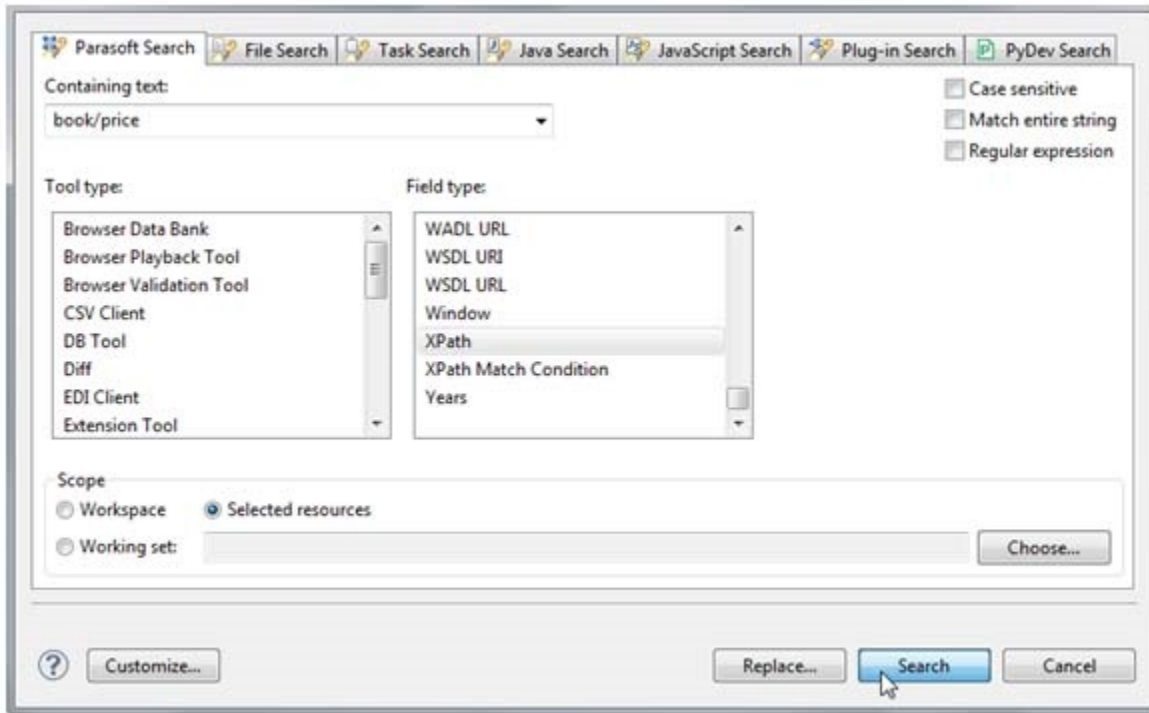 Parasoft Search File Search Task Search Java Search JavaScript Search Plug-in Search PyDev Search
Containing text:
book/price
Case sensitive
Match entire string
Regular expression
Tool type:
Browser Data Bank
Browser Playback Tool
Browser Validation Tool
CSV Client
DB Tool
Diff
EDI Client
Extension Tool
Field type:
WADL URL
WSDL URI
WSDL URL
Window
XPath
XPath Match Condition
Years
Scope
Workspace Selected resources
Working set: Choose...
? Customize... Replace... Search Cancel